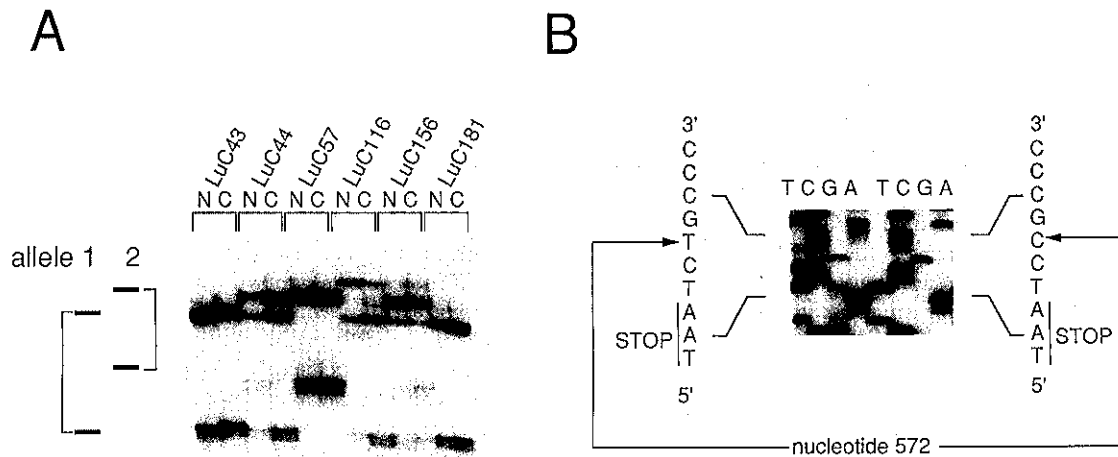 A
B
LuC43 LuC44 LuC57 LuC116 LuC156 LuC181
N C N C N C N C N C N C
allele 1 2
3'
C
C
C
G
T
C
T
A
A
T
5'
STOP
T C G A T C G A
3'
C
C
C
G
C
C
T
A
A
T
5'
STOP
nucleotide 572